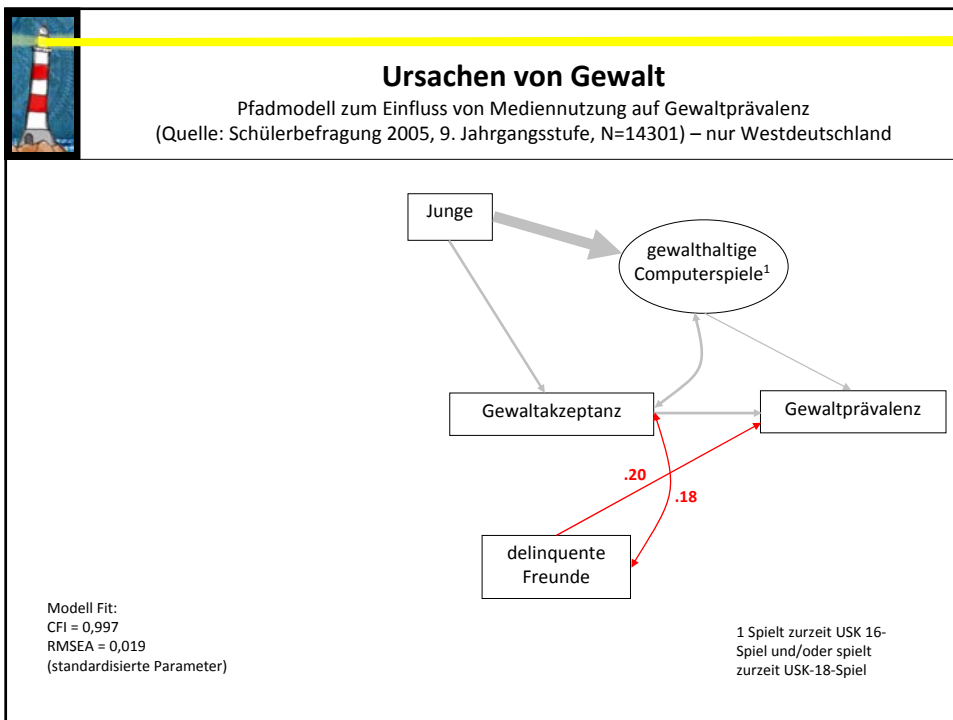 Ursachen von Gewalt
Pfadmodell zum Einfluss von Mediennutzung auf Gewaltprävalenz
(Quelle: Schülerbefragung 2005, 9. Jahrgangsstufe, N=14301) – nur Westdeutschland
Junge
gewalthaltige
Computerspiele¹
Gewaltakzeptanz
Gewaltprävalenz
.20
.18
delinquente
Freunde
Modell Fit:
CFI = 0,997
RMSEA = 0,019
(standardisierte Parameter)
1 Spielt zurzeit USK 16-
Spiel und/oder spielt
zurzeit USK-18-Spiel